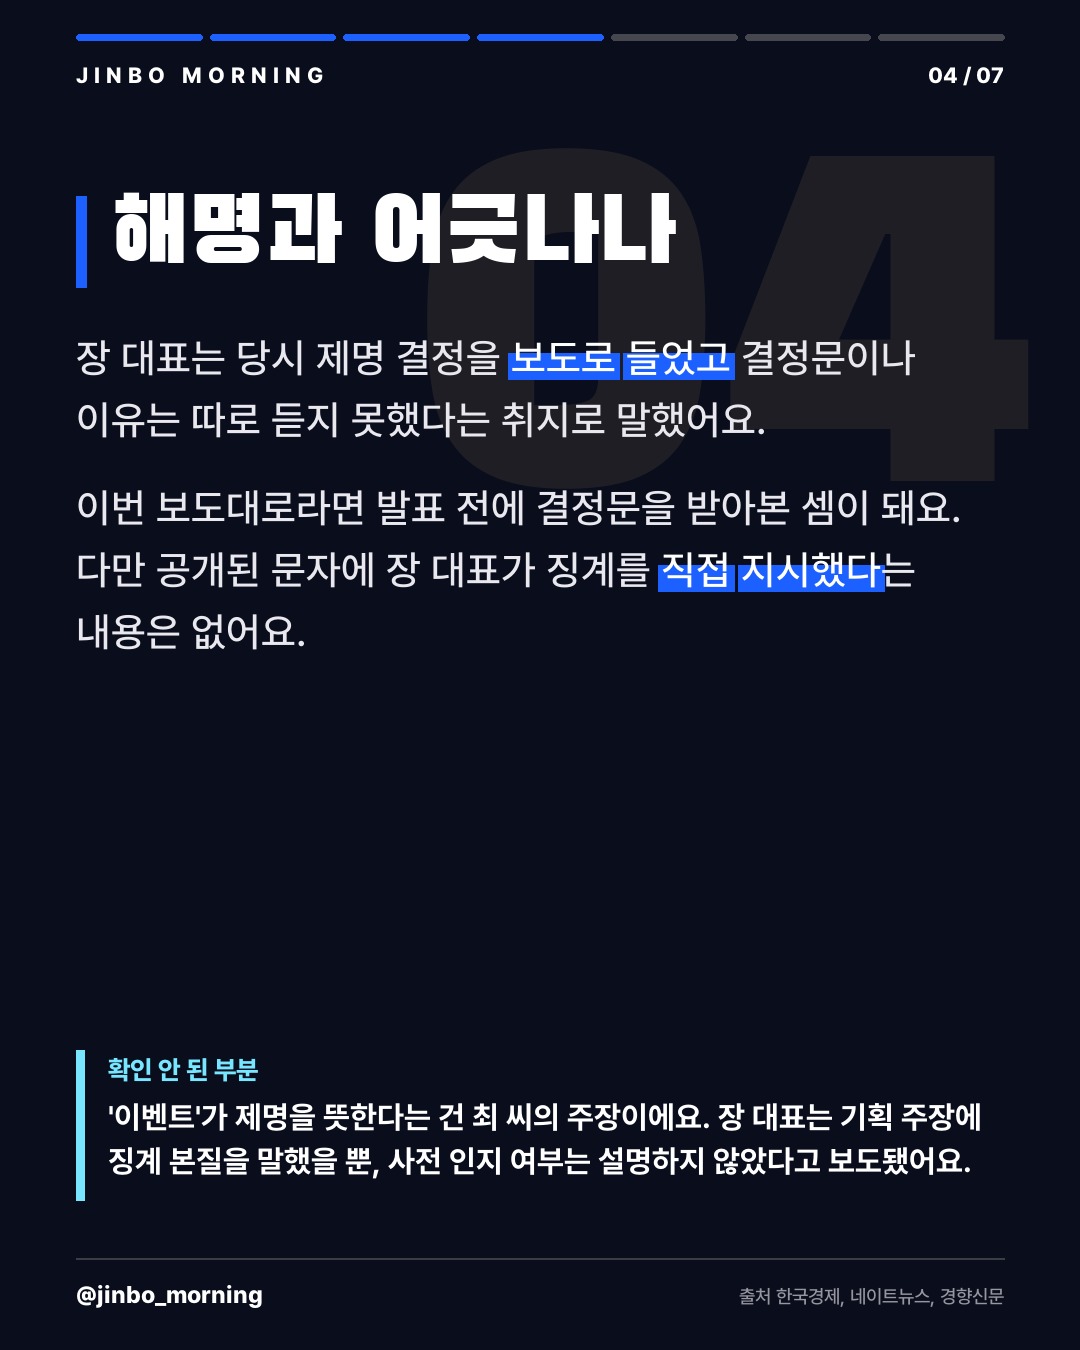 JINBO MORNING
04 / 07
04
해명과 어긋나나
장 대표는 당시 제명 결정을 보도로 들었고 결정문이나
이유는 따로 듣지 못했다는 취지로 말했어요.
이번 보도대로라면 발표 전에 결정문을 받아본 셈이 돼요.
다만 공개된 문자에 장 대표가 징계를 직접 지시했다는
내용은 없어요.
확인 안 된 부분
'이벤트'가 제명을 뜻한다는 건 최 씨의 주장이에요. 장 대표는 기획 주장에
징계 본질을 말했을 뿐, 사전 인지 여부는 설명하지 않았다고 보도됐어요.
@jinbo_morning
출처 한국경제, 네이트뉴스, 경향신문